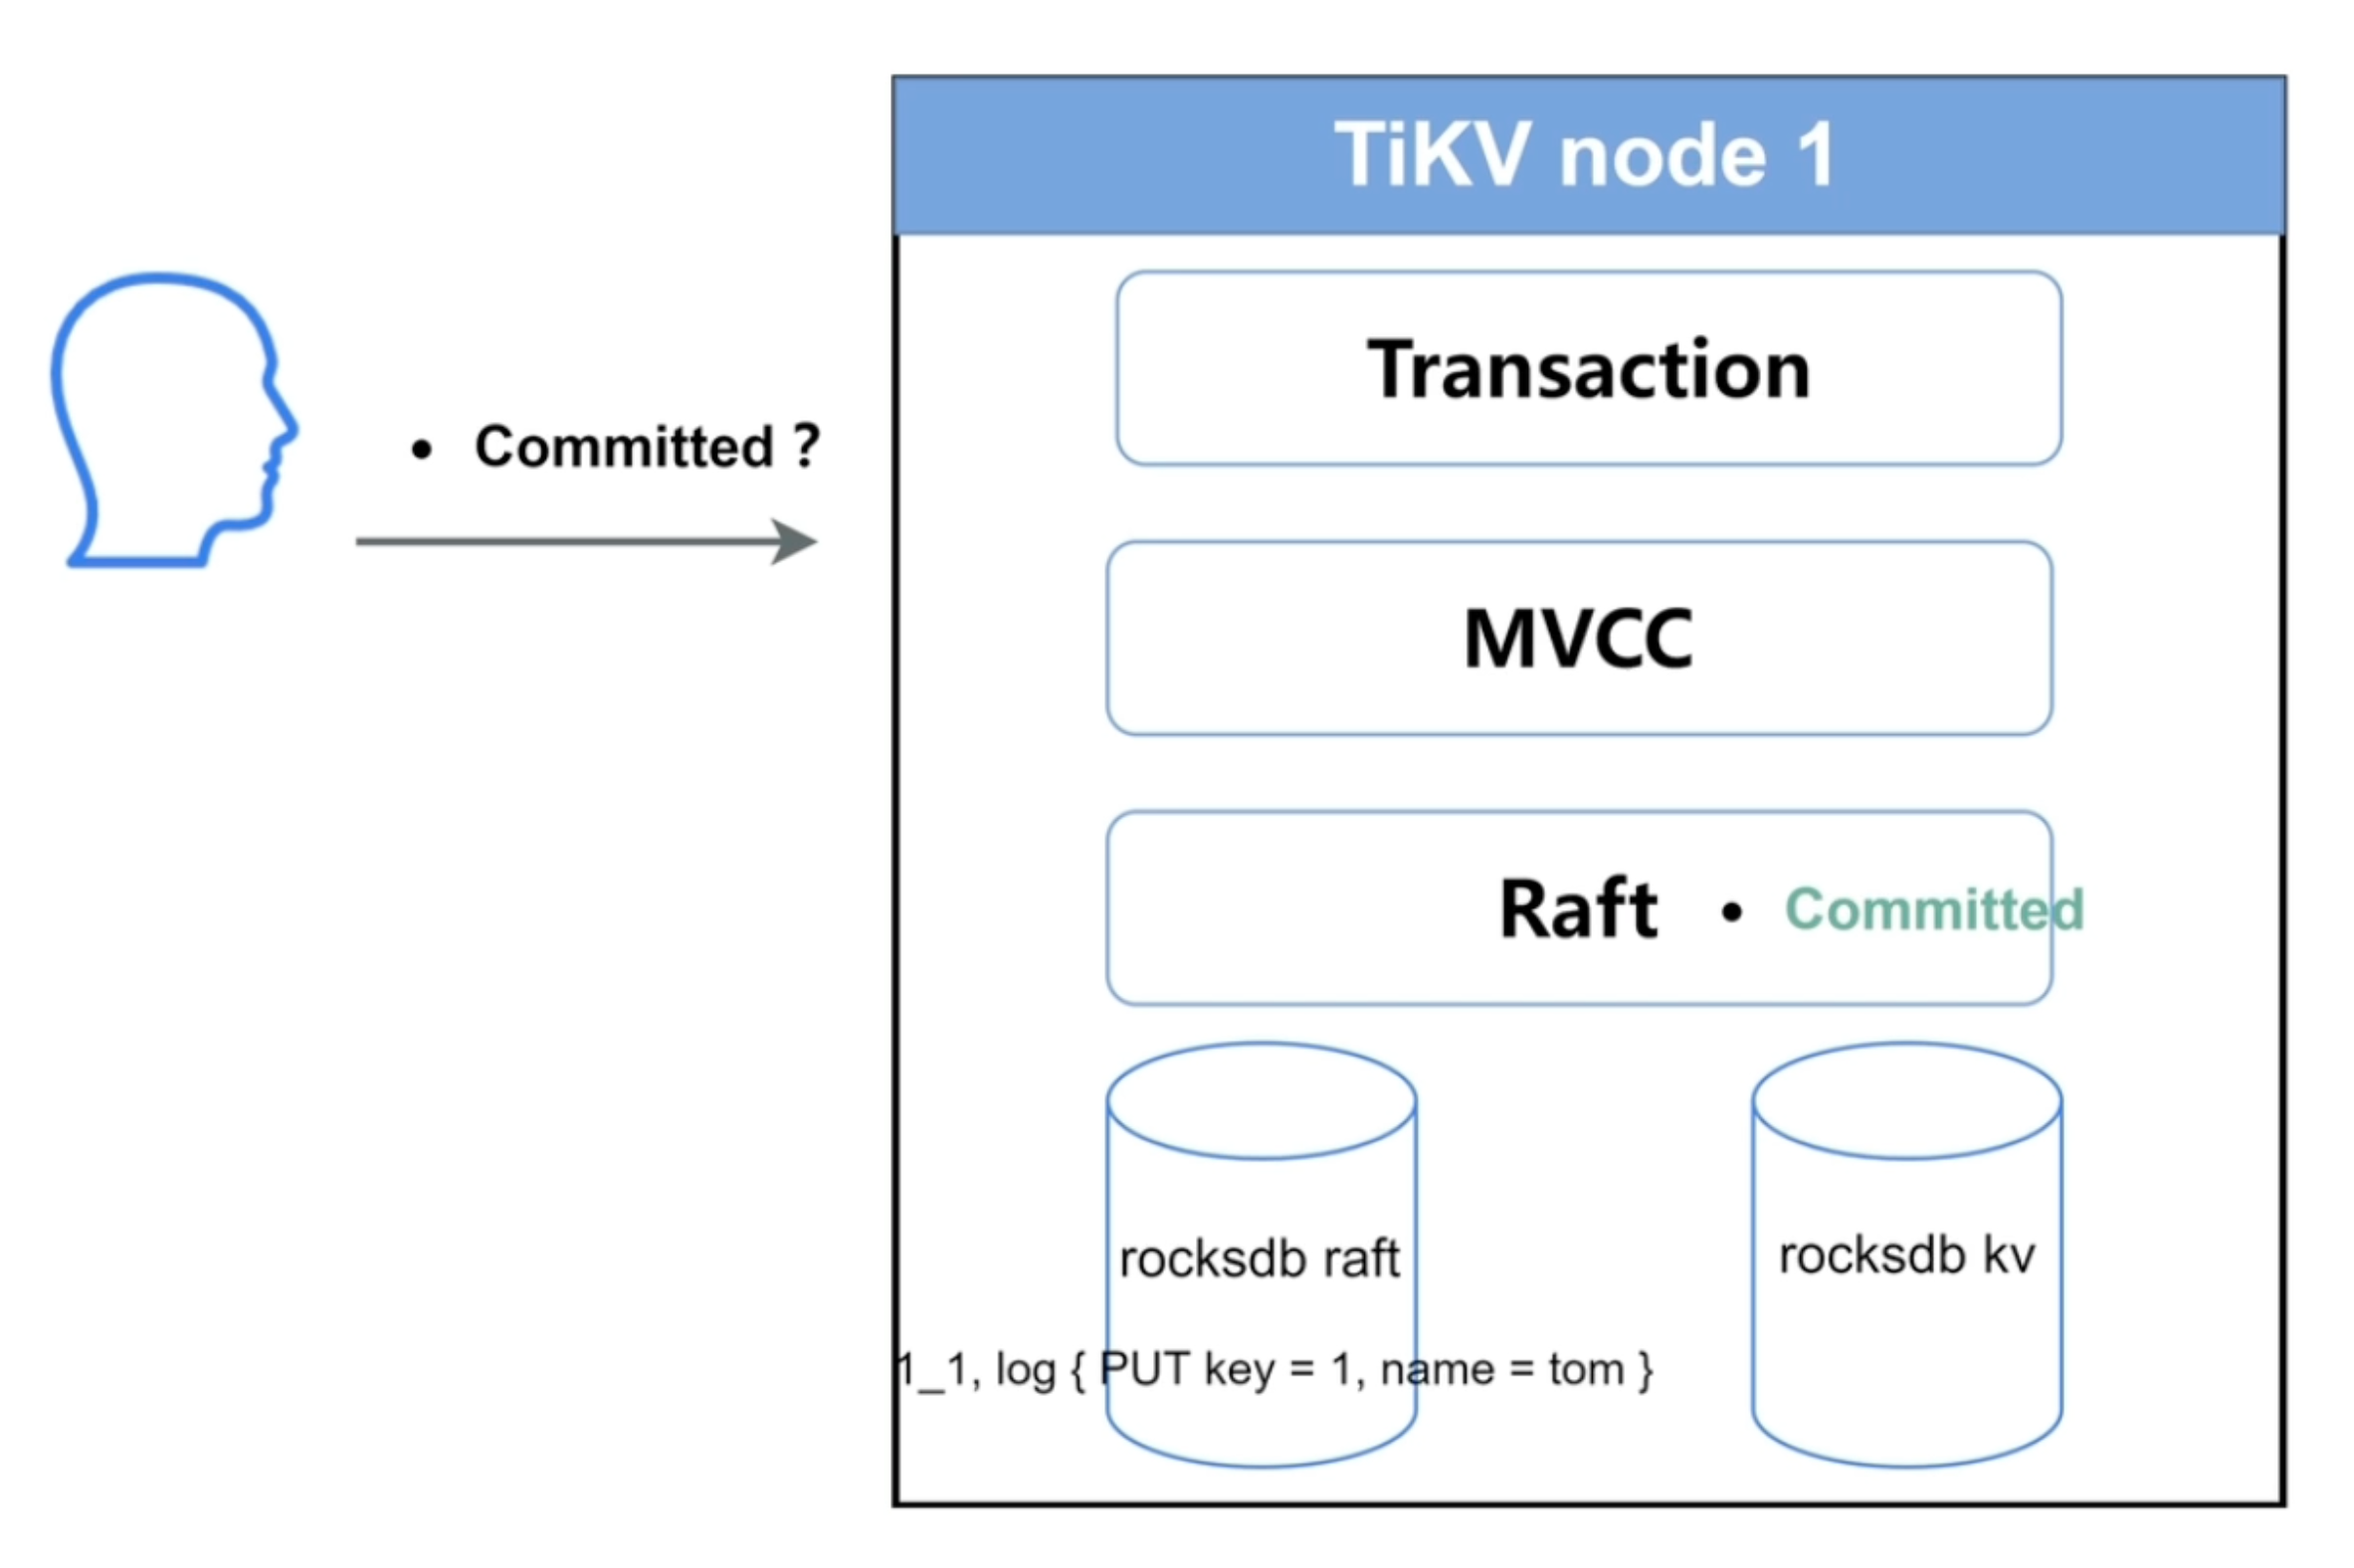 TiKV node 1
Transaction
• Committed ?
MVCC
Raft • Committed
rocksdb raft
rocksdb kv
1_1, log { PUT key = 1, name = tom }